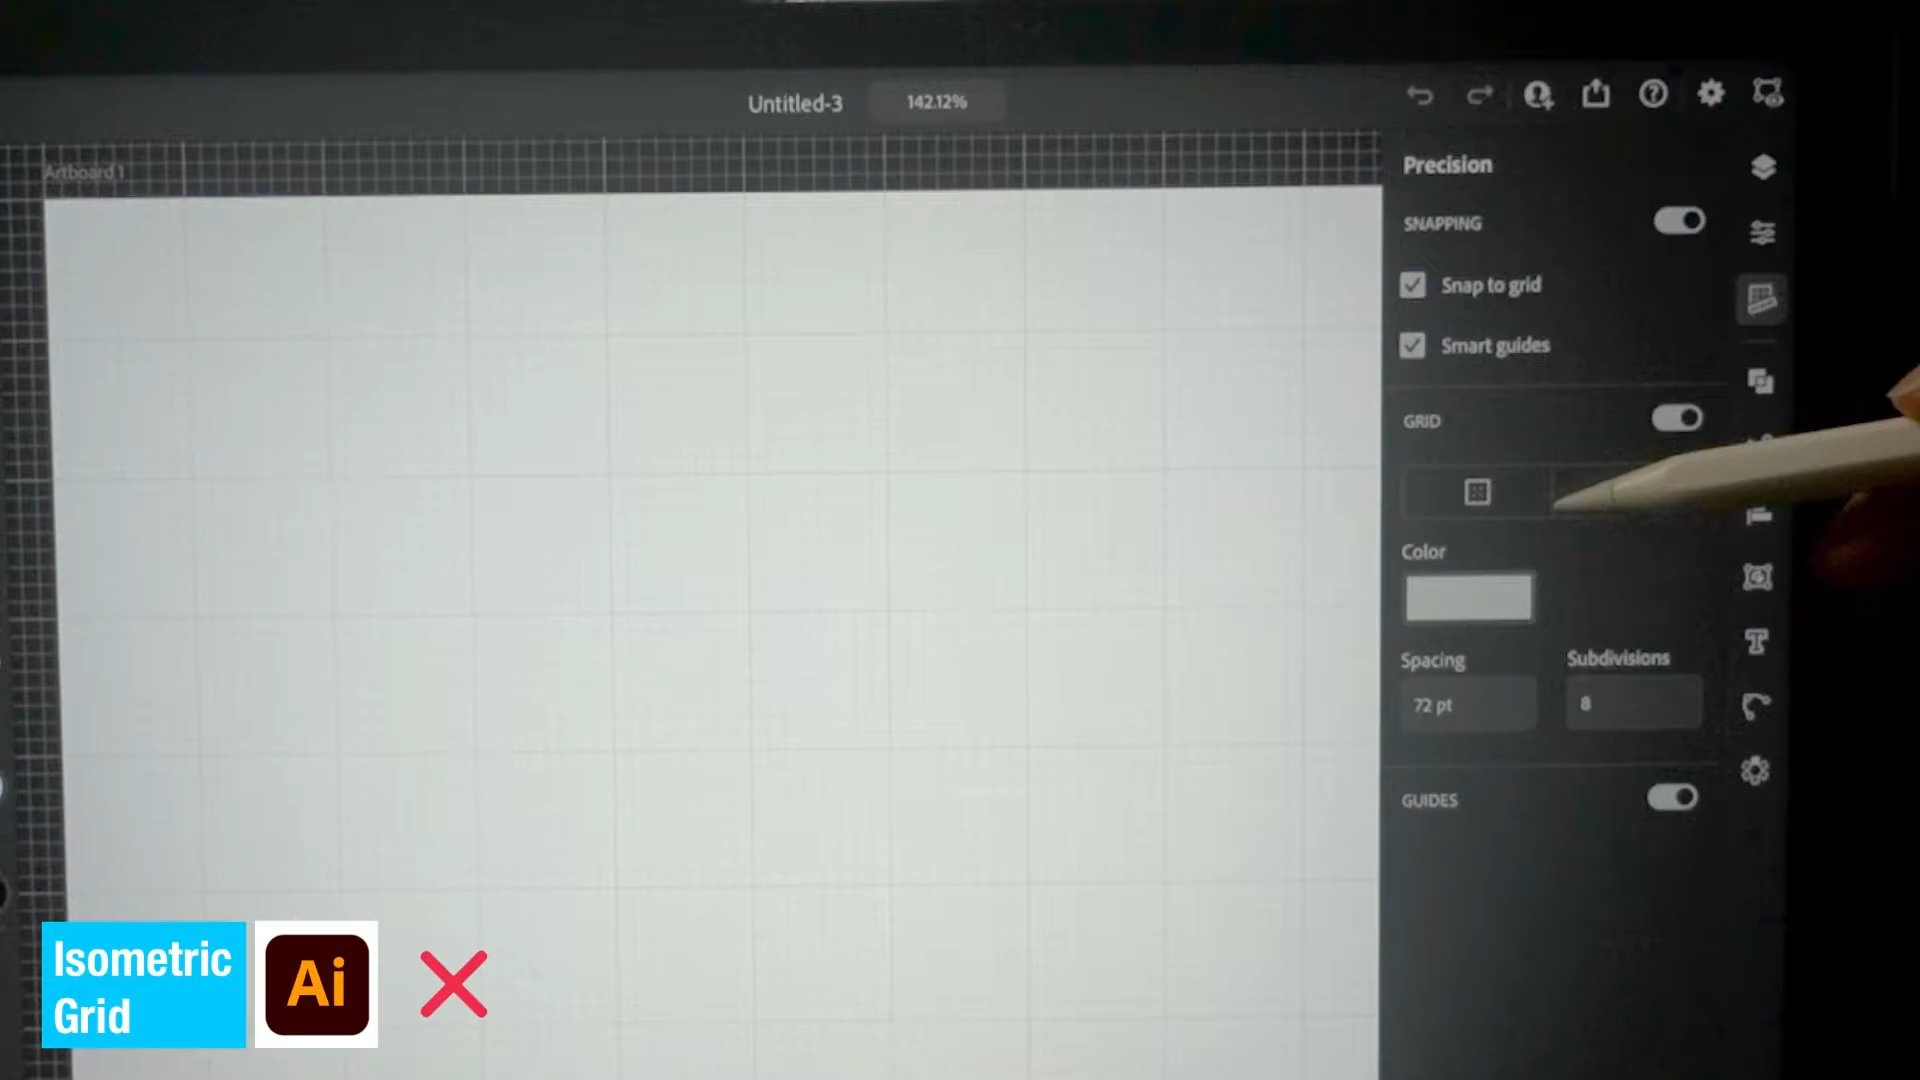 Untitled-3
142.12%
Artboard 1
Precision
SNAPPING
Snap to grid
Smart guides
GRID
Color
Spacing
Subdivisions
72 pt
8
GUIDES
Isometric
Grid
Ai